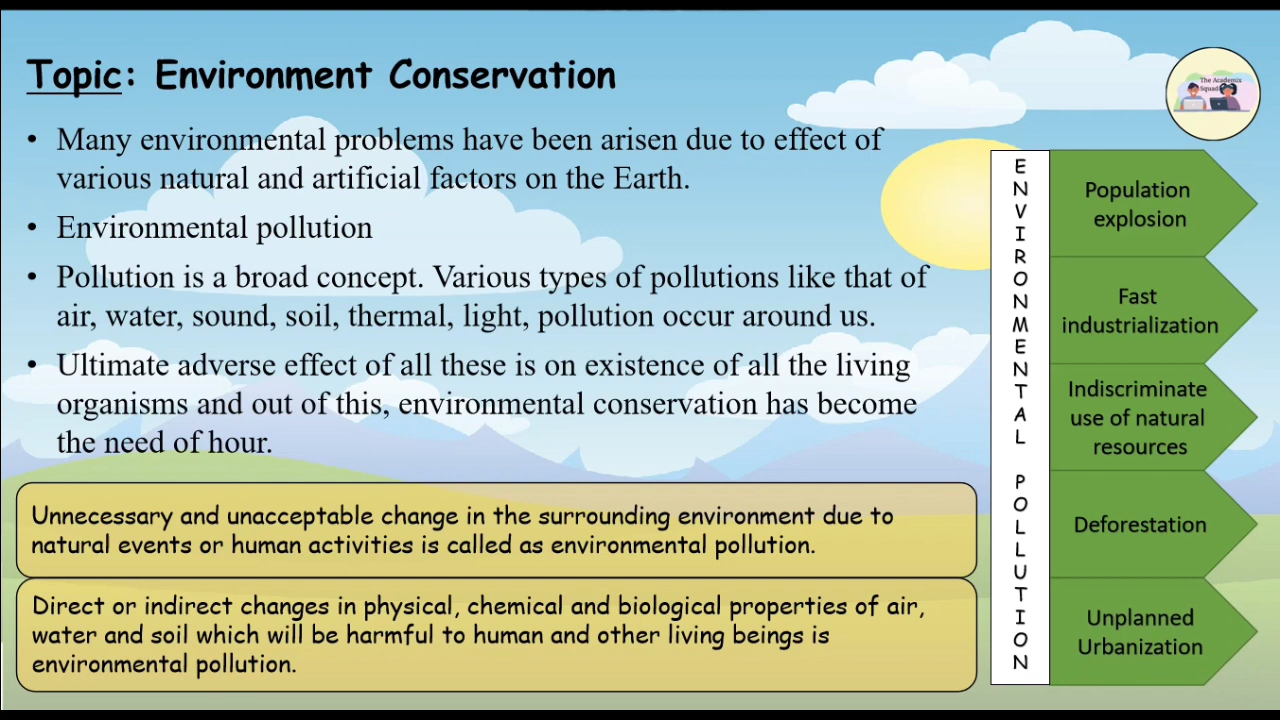 Topic: Environment Conservation
The Academix
Squad
• Many environmental problems have been arisen due to effect of
various natural and artificial factors on the Earth.
• Environmental pollution
• Pollution is a broad concept. Various types of pollutions like that of
air, water, sound, soil, thermal, light, pollution occur around us.
• Ultimate adverse effect of all these is on existence of all the living
organisms and out of this, environmental conservation has become
the need of hour.
Unnecessary and unacceptable change in the surrounding environment due to
natural events or human activities is called as environmental pollution.
Direct or indirect changes in physical, chemical and biological properties of air,
water and soil which will be harmful to human and other living beings is
environmental pollution.
ENVIRONMENTAL POLLUTION
Population
explosion
Fast
industrialization
Indiscriminate
use of natural
resources
Deforestation
Unplanned
Urbanization